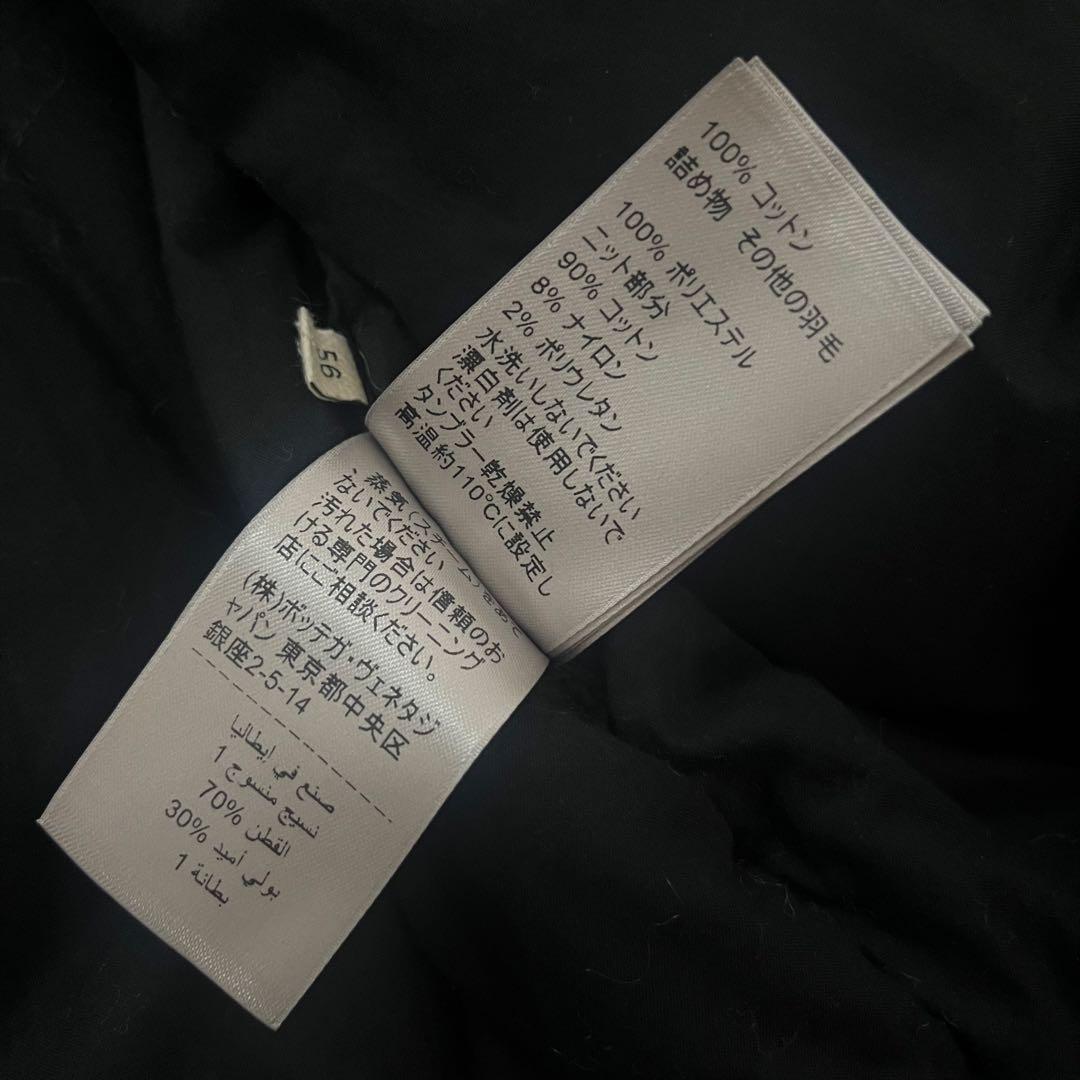 100% コットン
詰め物 その他の羽毛
100% ポリエステル
ニット部分
90% コットン
8% ナイロン
2% ポリウレタン
水洗いしないでください
漂白剤は使用しないで
ください
タンブラー乾燥禁止
高温約110℃に設定し
蒸気(スチーム)
ないでください
汚れた場合は信頼のお
ける専門のクリーニング
店にご相談ください。
(株)ボッテガ・ヴェネタジ
ャパン 東京都中央区
銀座2-5-14
صنع في ايطاليا
نسيج منسوج 1
القطن %70
بولي أميد %30
بطانة 1
56